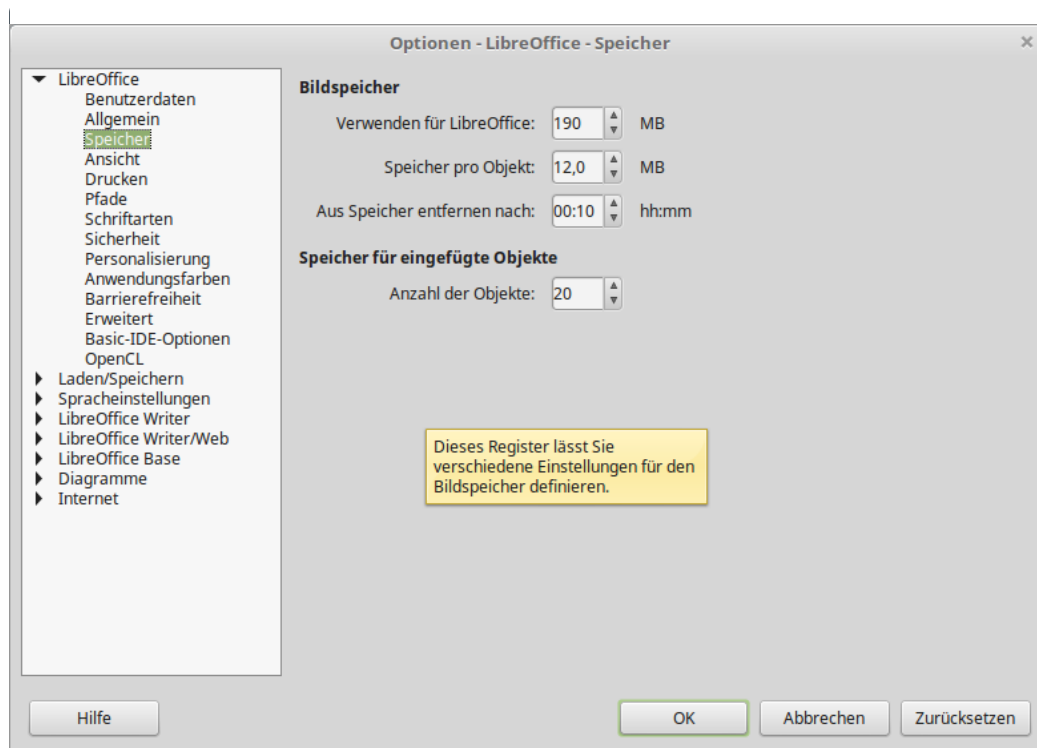 Optionen - LibreOffice - Speicher
LibreOffice
Benutzerdaten
Allgemein
Speicher
Ansicht
Drucken
Pfade
Schriftarten
Sicherheit
Personalisierung
Anwendungsfarben
Barrierefreiheit
Erweitert
Basic-IDE-Optionen
OpenCL
Laden/Speichern
Spracheinstellungen
LibreOffice Writer
LibreOffice Writer/Web
LibreOffice Base
Diagramme
Internet
Bildspeicher
Verwenden für LibreOffice: 190 MB
Speicher pro Objekt: 12,0 MB
Aus Speicher entfernen nach: 00:10 hh:mm
Speicher für eingefügte Objekte
Anzahl der Objekte: 20
Dieses Register lässt Sie
verschiedene Einstellungen für den
Bildspeicher definieren.
Hilfe OK Abbrechen Zurücksetzen